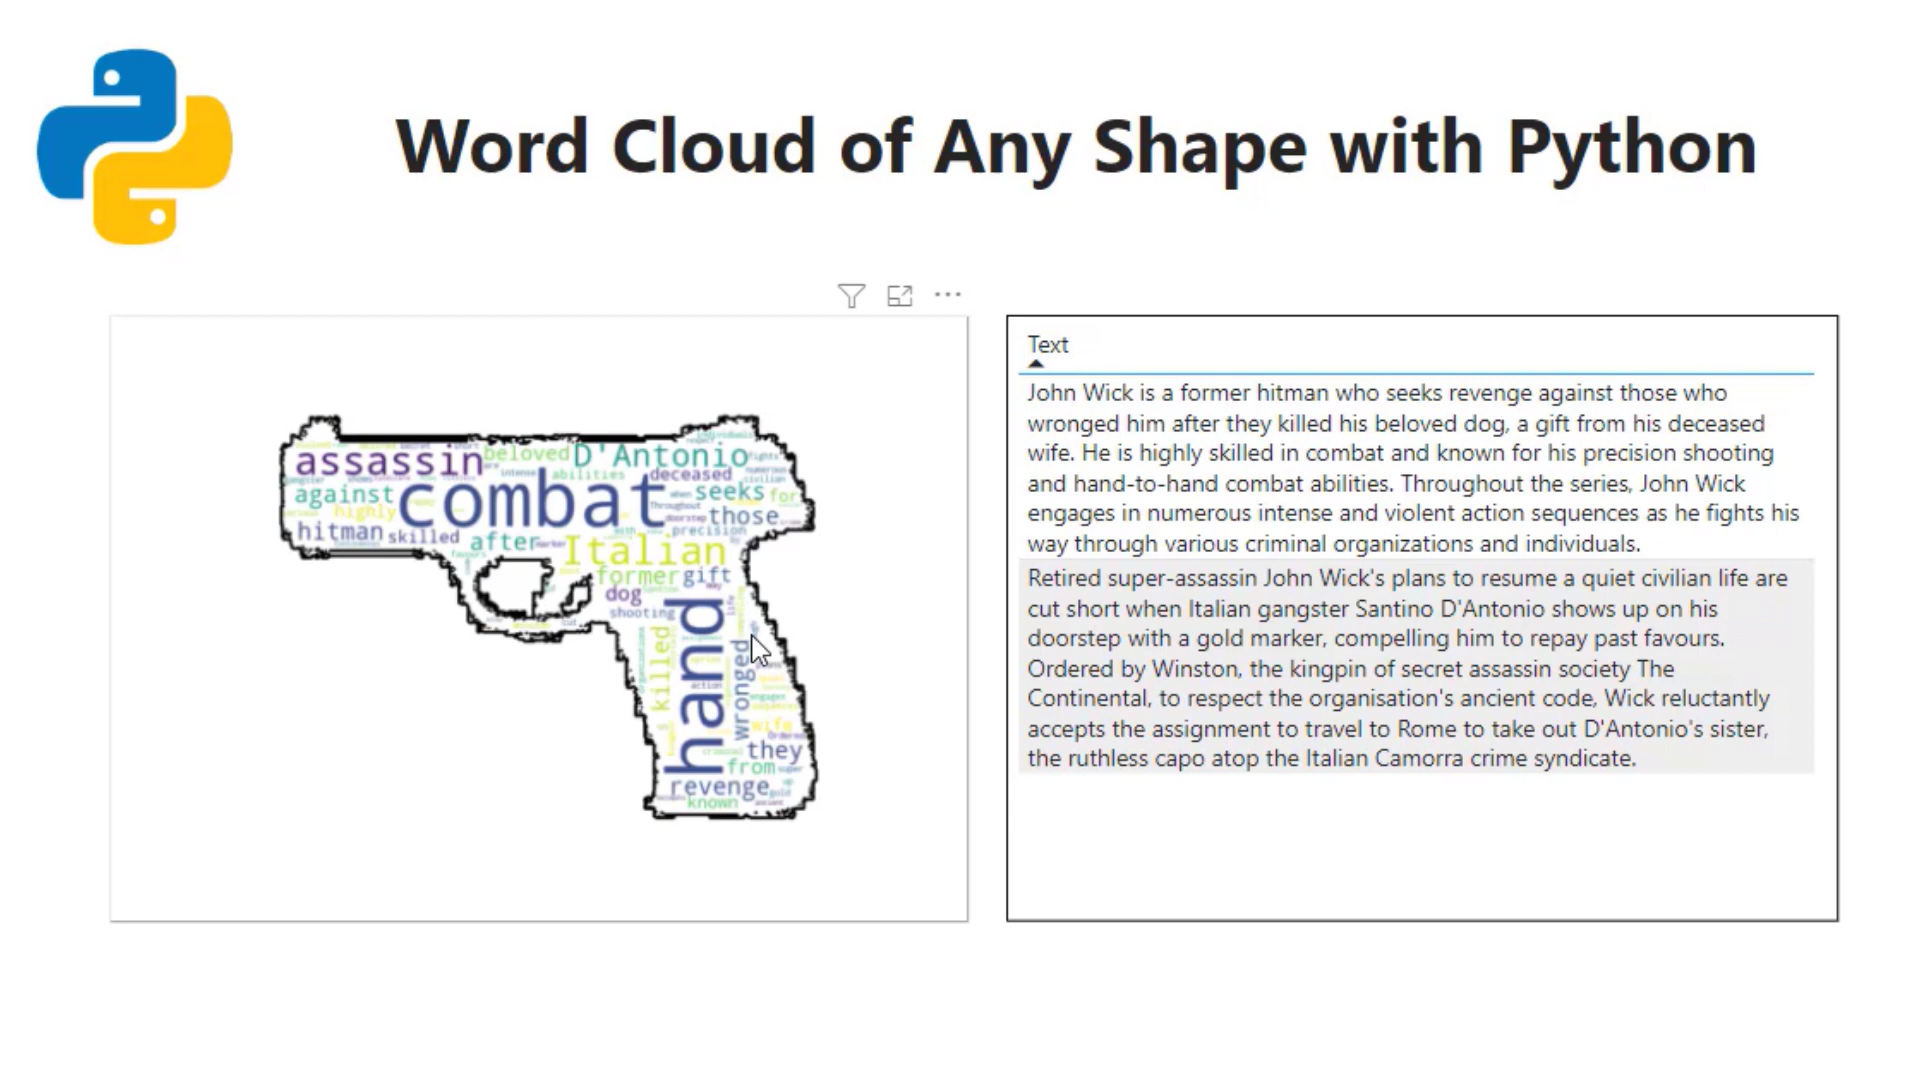 Word Cloud of Any Shape with Python
assassin
beloved
D'Antonio
abilities
deceased
intense
against
combat
seeks
for
highly
Throughout
doorstep
those
hitman
skilled
precision
after
Italian
former
gift
dog
shooting
hand
killed
wronged
action
wife
they
from
super
revenge
gold
known
Text
John Wick is a former hitman who seeks revenge against those who
wronged him after they killed his beloved dog, a gift from his deceased
wife. He is highly skilled in combat and known for his precision shooting
and hand-to-hand combat abilities. Throughout the series, John Wick
engages in numerous intense and violent action sequences as he fights his
way through various criminal organizations and individuals.
Retired super-assassin John Wick's plans to resume a quiet civilian life are
cut short when Italian gangster Santino D'Antonio shows up on his
doorstep with a gold marker, compelling him to repay past favours.
Ordered by Winston, the kingpin of secret assassin society The
Continental, to respect the organisation's ancient code, Wick reluctantly
accepts the assignment to travel to Rome to take out D'Antonio's sister,
the ruthless capo atop the Italian Camorra crime syndicate.